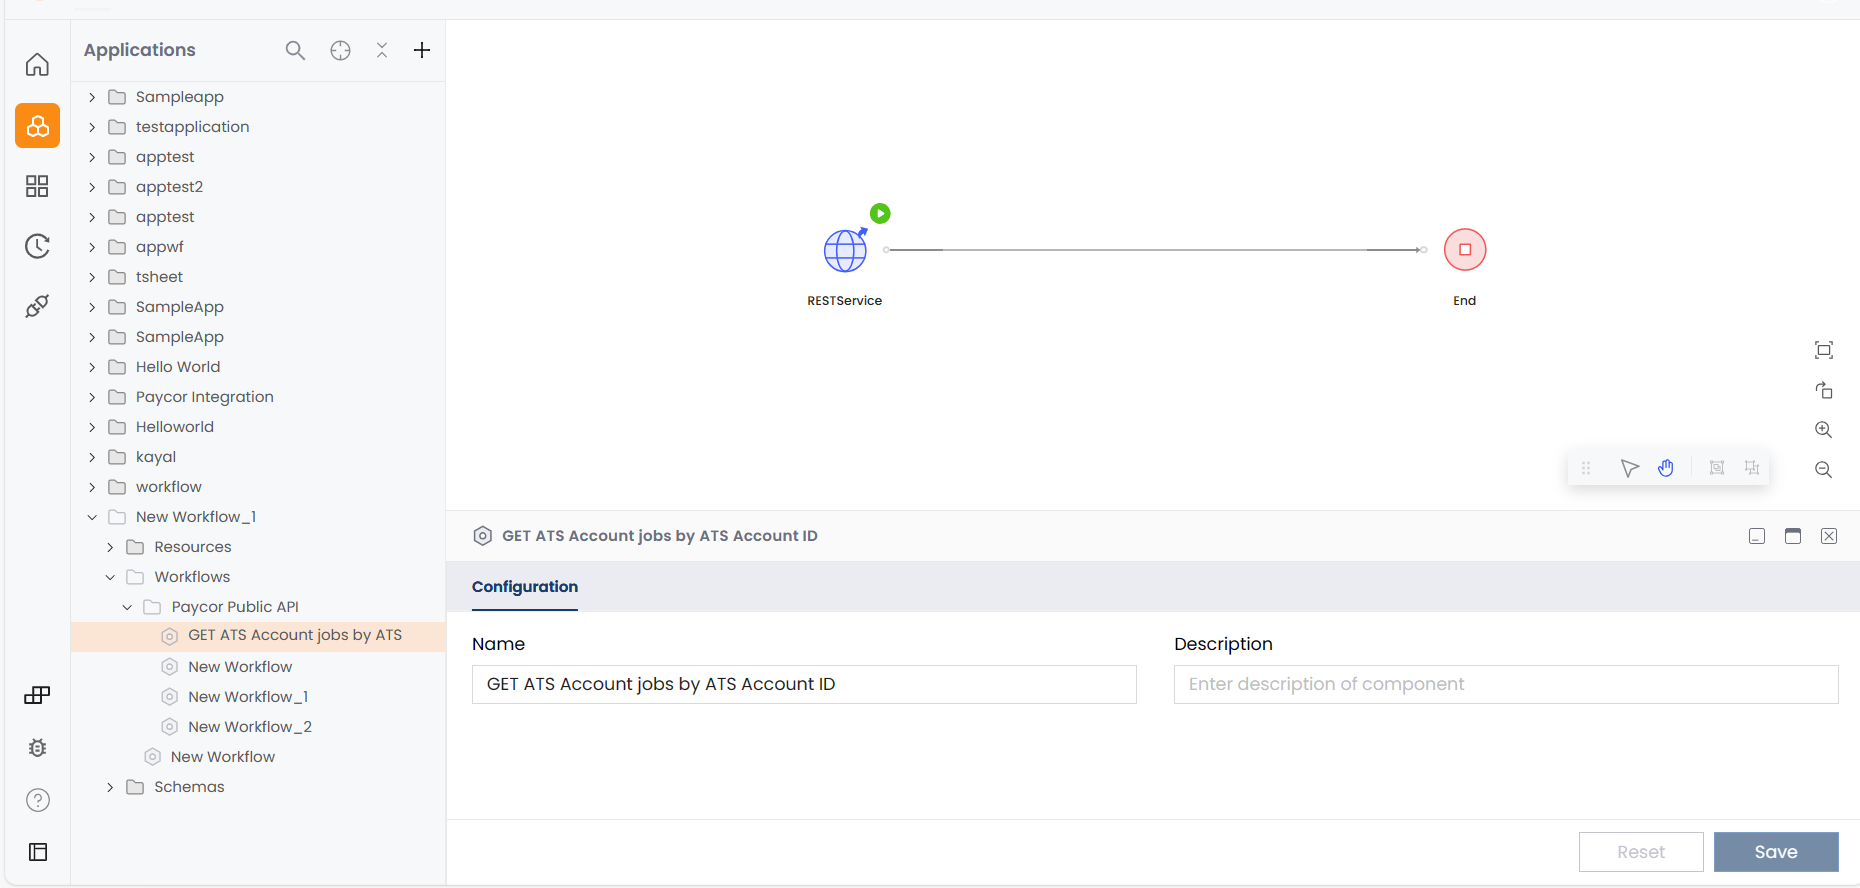 Applications
Sampleapp
testapplication
apptest
apptest2
apptest
appwf
tsheet
SampleApp
SampleApp
Hello World
Paycor Integration
Helloworld
kayal
workflow
New Workflow_1
Resources
Workflows
Paycor Public API
GET ATS Account jobs by ATS
New Workflow
New Workflow_1
New Workflow_2
New Workflow
Schemas
RESTService
End
GET ATS Account jobs by ATS Account ID
Configuration
Name
Description
GET ATS Account jobs by ATS Account ID
Enter description of component
Reset
Save